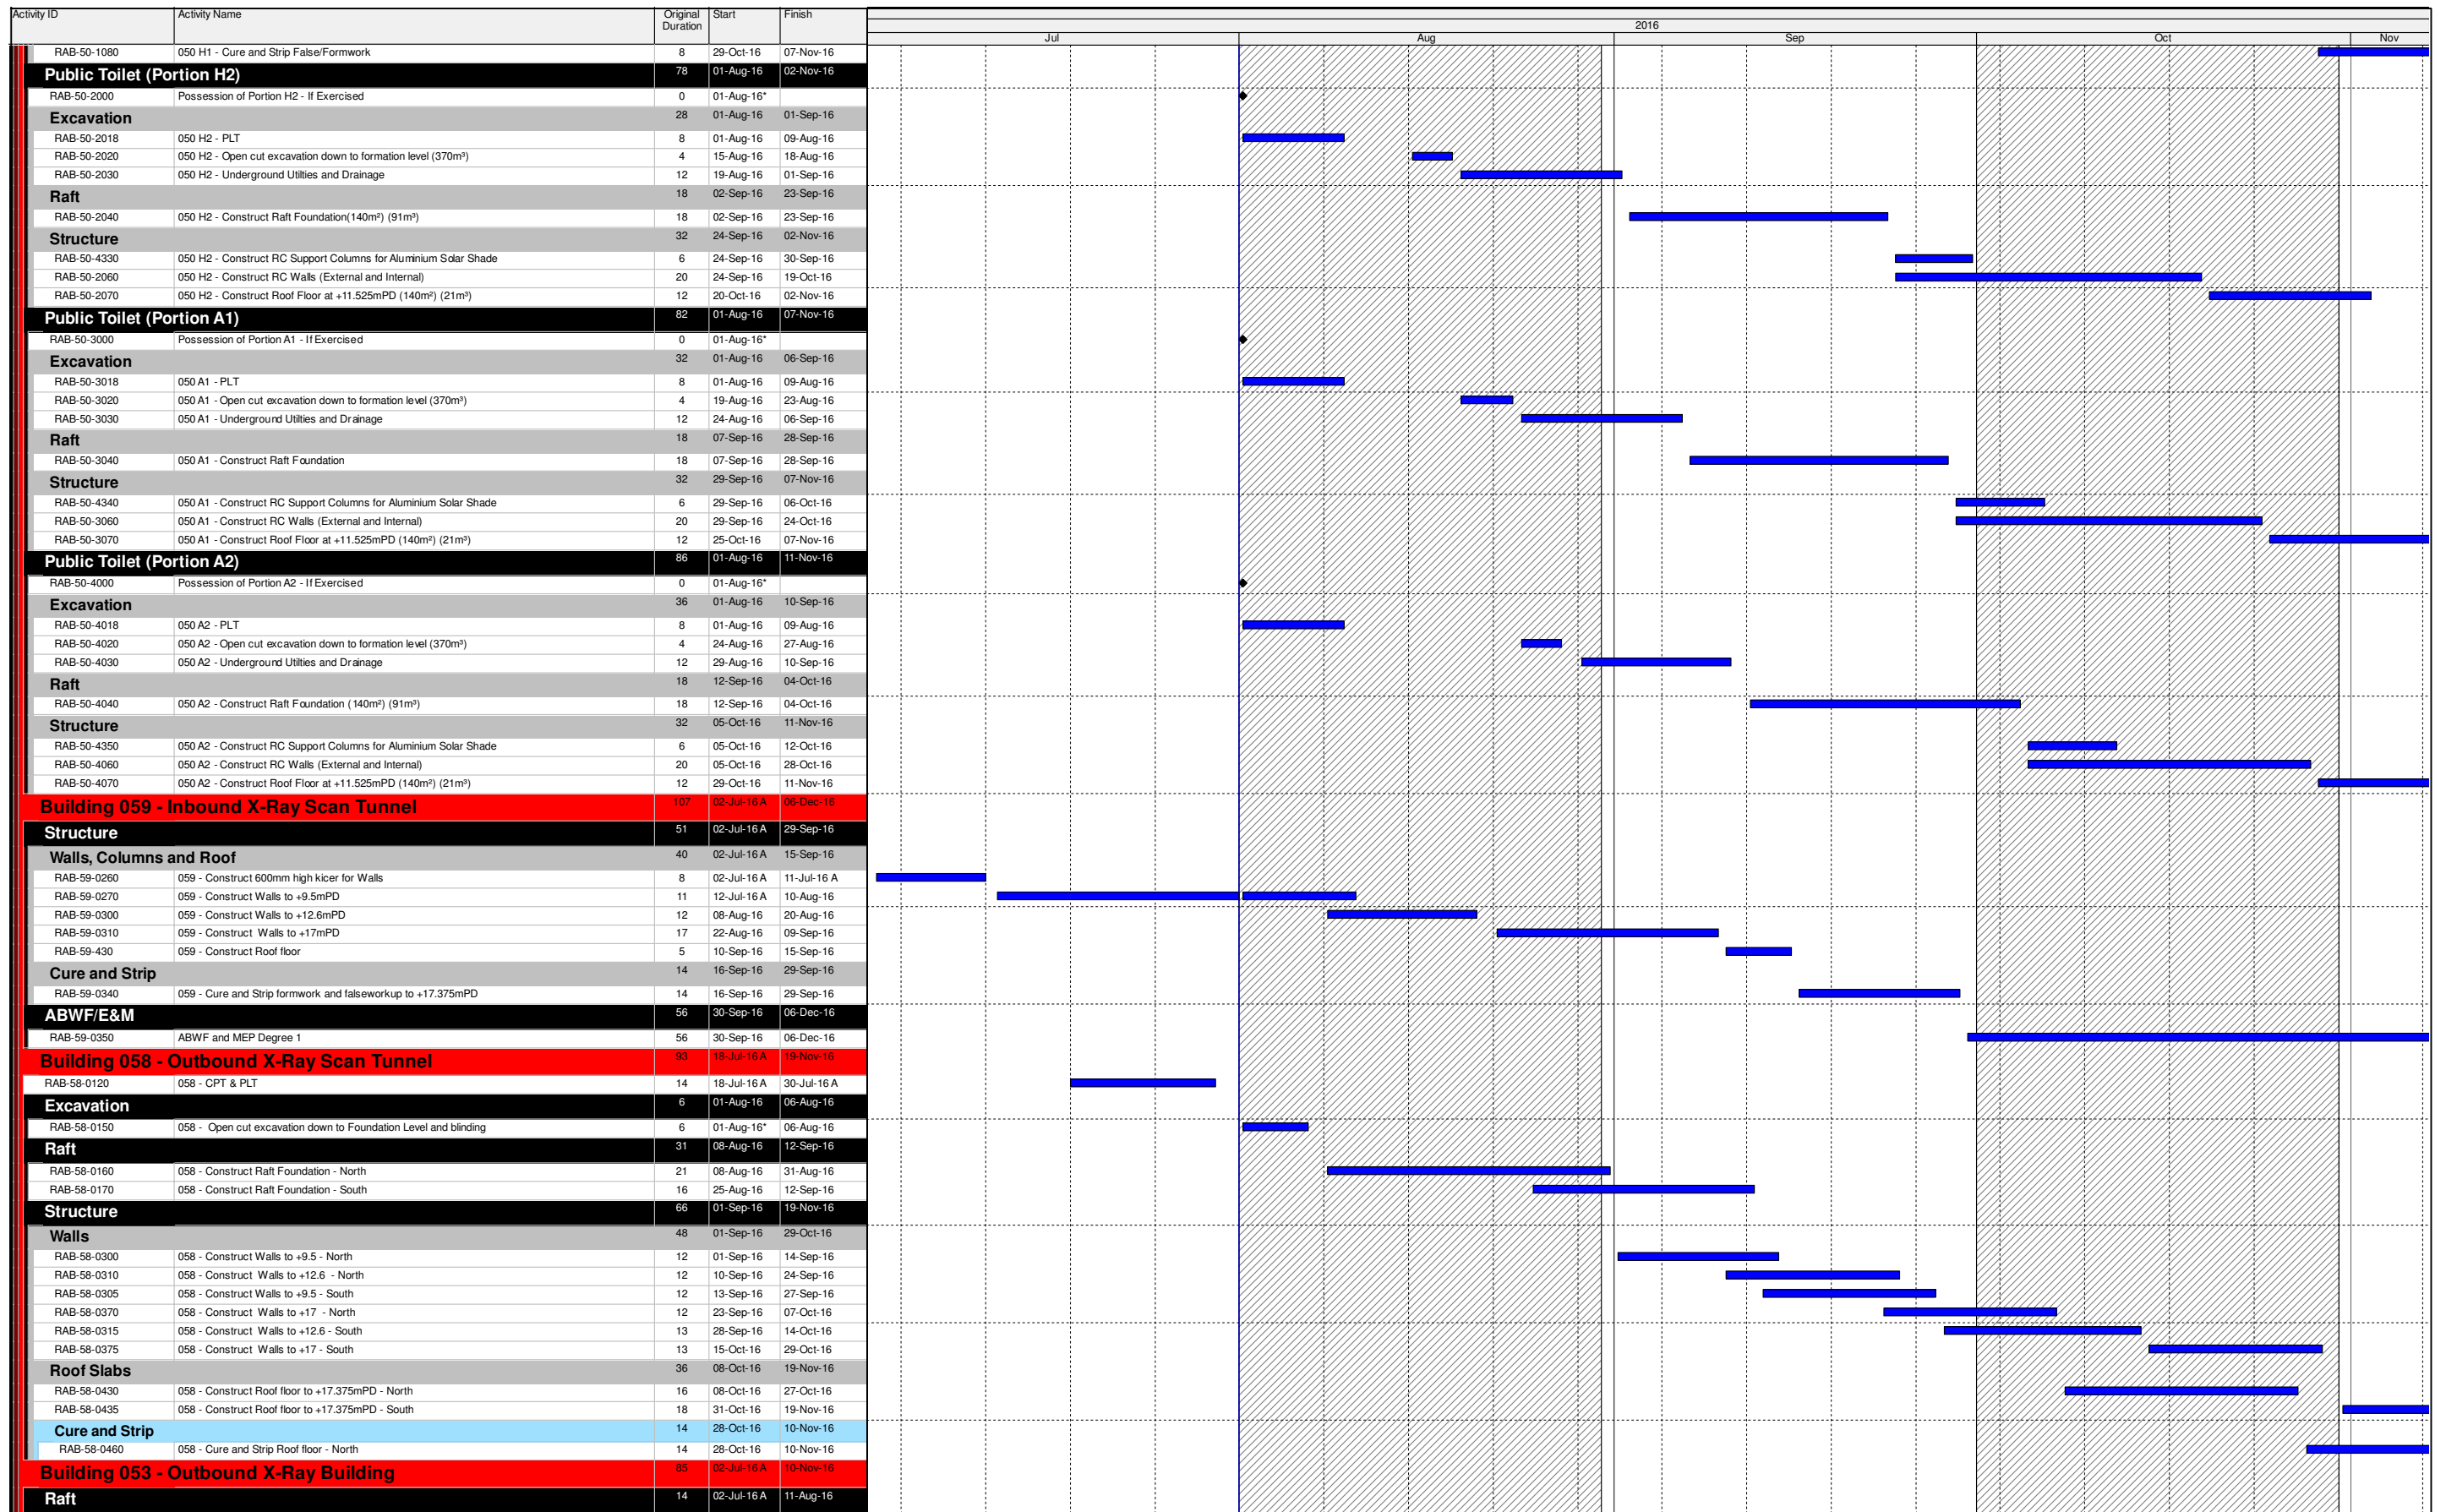 Activity ID Activity Name Original Duration Start Finish 2016
Jul Aug Sep Oct Nov
RAB-50-1080 050 H1 - Cure and Strip False/Formwork 8 29-Oct-16 07-Nov-16
Public Toilet (Portion H2) 78 01-Aug-16 02-Nov-16
RAB-50-2000 Possession of Portion H2 - If Exercised 0 01-Aug-16*
Excavation 28 01-Aug-16 01-Sep-16
RAB-50-2018 050 H2 - PLT 8 01-Aug-16 09-Aug-16
RAB-50-2020 050 H2 - Open cut excavation down to formation level (370m³) 4 15-Aug-16 18-Aug-16
RAB-50-2030 050 H2 - Underground Utilties and Drainage 12 19-Aug-16 01-Sep-16
Raft 18 02-Sep-16 23-Sep-16
RAB-50-2040 050 H2 - Construct Raft Foundation(140m²) (91m³) 18 02-Sep-16 23-Sep-16
Structure 32 24-Sep-16 02-Nov-16
RAB-50-4330 050 H2 - Construct RC Support Columns for Aluminium Solar Shade 6 24-Sep-16 30-Sep-16
RAB-50-2060 050 H2 - Construct RC Walls (External and Internal) 20 24-Sep-16 19-Oct-16
RAB-50-2070 050 H2 - Construct Roof Floor at +11.525mPD (140m²) (21m³) 12 20-Oct-16 02-Nov-16
Public Toilet (Portion A1) 82 01-Aug-16 07-Nov-16
RAB-50-3000 Possession of Portion A1 - If Exercised 0 01-Aug-16*
Excavation 32 01-Aug-16 06-Sep-16
RAB-50-3018 050 A1 - PLT 8 01-Aug-16 09-Aug-16
RAB-50-3020 050 A1 - Open cut excavation down to formation level (370m³) 4 19-Aug-16 23-Aug-16
RAB-50-3030 050 A1 - Underground Utilties and Drainage 12 24-Aug-16 06-Sep-16
Raft 18 07-Sep-16 28-Sep-16
RAB-50-3040 050 A1 - Construct Raft Foundation 18 07-Sep-16 28-Sep-16
Structure 32 29-Sep-16 07-Nov-16
RAB-50-4340 050 A1 - Construct RC Support Columns for Aluminium Solar Shade 6 29-Sep-16 06-Oct-16
RAB-50-3060 050 A1 - Construct RC Walls (External and Internal) 20 29-Sep-16 24-Oct-16
RAB-50-3070 050 A1 - Construct Roof Floor at +11.525mPD (140m²) (21m³) 12 25-Oct-16 07-Nov-16
Public Toilet (Portion A2) 86 01-Aug-16 11-Nov-16
RAB-50-4000 Possession of Portion A2 - If Exercised 0 01-Aug-16*
Excavation 36 01-Aug-16 10-Sep-16
RAB-50-4018 050 A2 - PLT 8 01-Aug-16 09-Aug-16
RAB-50-4020 050 A2 - Open cut excavation down to formation level (370m³) 4 24-Aug-16 27-Aug-16
RAB-50-4030 050 A2 - Underground Utilties and Drainage 12 29-Aug-16 10-Sep-16
Raft 18 12-Sep-16 04-Oct-16
RAB-50-4040 050 A2 - Construct Raft Foundation (140m²) (91m³) 18 12-Sep-16 04-Oct-16
Structure 32 05-Oct-16 11-Nov-16
RAB-50-4350 050 A2 - Construct RC Support Columns for Aluminium Solar Shade 6 05-Oct-16 12-Oct-16
RAB-50-4060 050 A2 - Construct RC Walls (External and Internal) 20 05-Oct-16 28-Oct-16
RAB-50-4070 050 A2 - Construct Roof Floor at +11.525mPD (140m²) (21m³) 12 29-Oct-16 11-Nov-16
Building 059 - Inbound X-Ray Scan Tunnel 107 02-Jul-16 A 06-Dec-16
Structure 51 02-Jul-16 A 29-Sep-16
Walls, Columns and Roof 40 02-Jul-16 A 15-Sep-16
RAB-59-0260 059 - Construct 600mm high kicer for Walls 8 02-Jul-16 A 11-Jul-16 A
RAB-59-0270 059 - Construct Walls to +9.5mPD 11 12-Jul-16 A 10-Aug-16
RAB-59-0300 059 - Construct Walls to +12.6mPD 12 08-Aug-16 20-Aug-16
RAB-59-0310 059 - Construct Walls to +17mPD 17 22-Aug-16 09-Sep-16
RAB-59-430 059 - Construct Roof floor 5 10-Sep-16 15-Sep-16
Cure and Strip 14 16-Sep-16 29-Sep-16
RAB-59-0340 059 - Cure and Strip formwork and falseworkup to +17.375mPD 14 16-Sep-16 29-Sep-16
ABWF/E&M 56 30-Sep-16 06-Dec-16
RAB-59-0350 ABWF and MEP Degree 1 56 30-Sep-16 06-Dec-16
Building 058 - Outbound X-Ray Scan Tunnel 93 18-Jul-16 A 19-Nov-16
RAB-58-0120 058 - CPT & PLT 14 18-Jul-16 A 30-Jul-16 A
Excavation 6 01-Aug-16 06-Aug-16
RAB-58-0150 058 - Open cut excavation down to Foundation Level and blinding 6 01-Aug-16* 06-Aug-16
Raft 31 08-Aug-16 12-Sep-16
RAB-58-0160 058 - Construct Raft Foundation - North 21 08-Aug-16 31-Aug-16
RAB-58-0170 058 - Construct Raft Foundation - South 16 25-Aug-16 12-Sep-16
Structure 66 01-Sep-16 19-Nov-16
Walls 48 01-Sep-16 29-Oct-16
RAB-58-0300 058 - Construct Walls to +9.5 - North 12 01-Sep-16 14-Sep-16
RAB-58-0310 058 - Construct Walls to +12.6 - North 12 10-Sep-16 24-Sep-16
RAB-58-0305 058 - Construct Walls to +9.5 - South 12 13-Sep-16 27-Sep-16
RAB-58-0370 058 - Construct Walls to +17 - North 12 23-Sep-16 07-Oct-16
RAB-58-0315 058 - Construct Walls to +12.6 - South 13 28-Sep-16 14-Oct-16
RAB-58-0375 058 - Construct Walls to +17 - South 13 15-Oct-16 29-Oct-16
Roof Slabs 36 08-Oct-16 19-Nov-16
RAB-58-0430 058 - Construct Roof floor to +17.375mPD - North 16 08-Oct-16 27-Oct-16
RAB-58-0435 058 - Construct Roof floor to +17.375mPD - South 18 31-Oct-16 19-Nov-16
Cure and Strip 14 28-Oct-16 10-Nov-16
RAB-58-0460 058 - Cure and Strip Roof floor - North 14 28-Oct-16 10-Nov-16
Building 053 - Outbound X-Ray Building 85 02-Jul-16 A 10-Nov-16
Raft 14 02-Jul-16 A 11-Aug-16